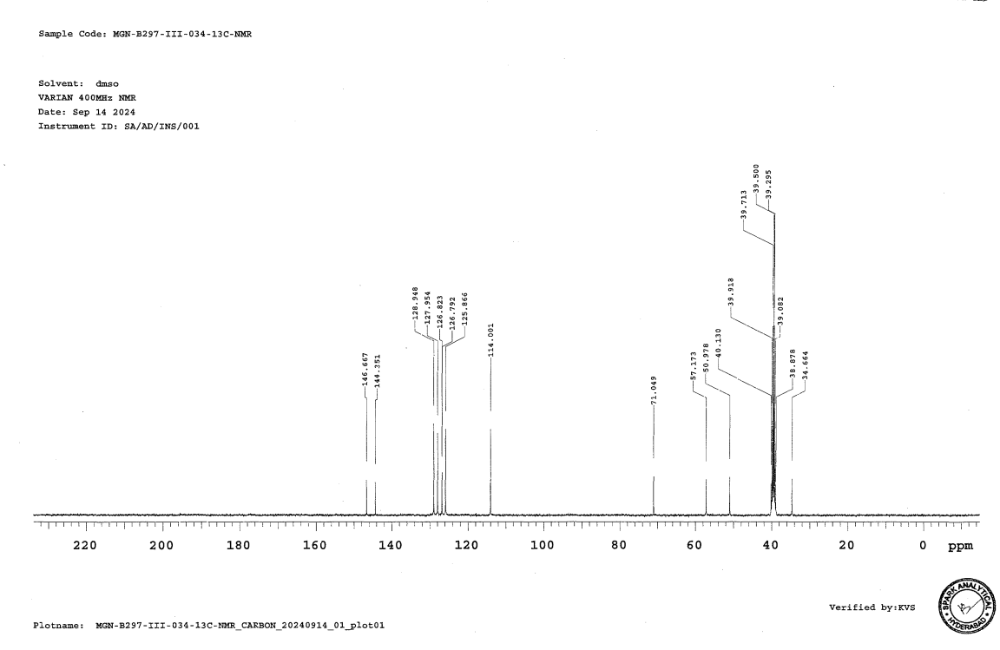 Sample Code: MGN-B297-III-034-13C-NMR
Solvent: dmso
VARIAN 400MHz NMR
Date: Sep 14 2024
Instrument ID: SA/AD/INS/001
146.667
144.351
128.948
127.954
126.823
126.792
125.866
114.001
71.049
57.173
50.978
40.130
39.918
39.713
39.500
39.295
39.082
38.878
34.664
220 200 180 160 140 120 100 80 60 40 20 0 ppm
Verified by:KVS
SPARK ANALYTICAL
HYDERABAD
Plotname: MGN-B297-III-034-13C-NMR_CARBON_20240914_01_plot01